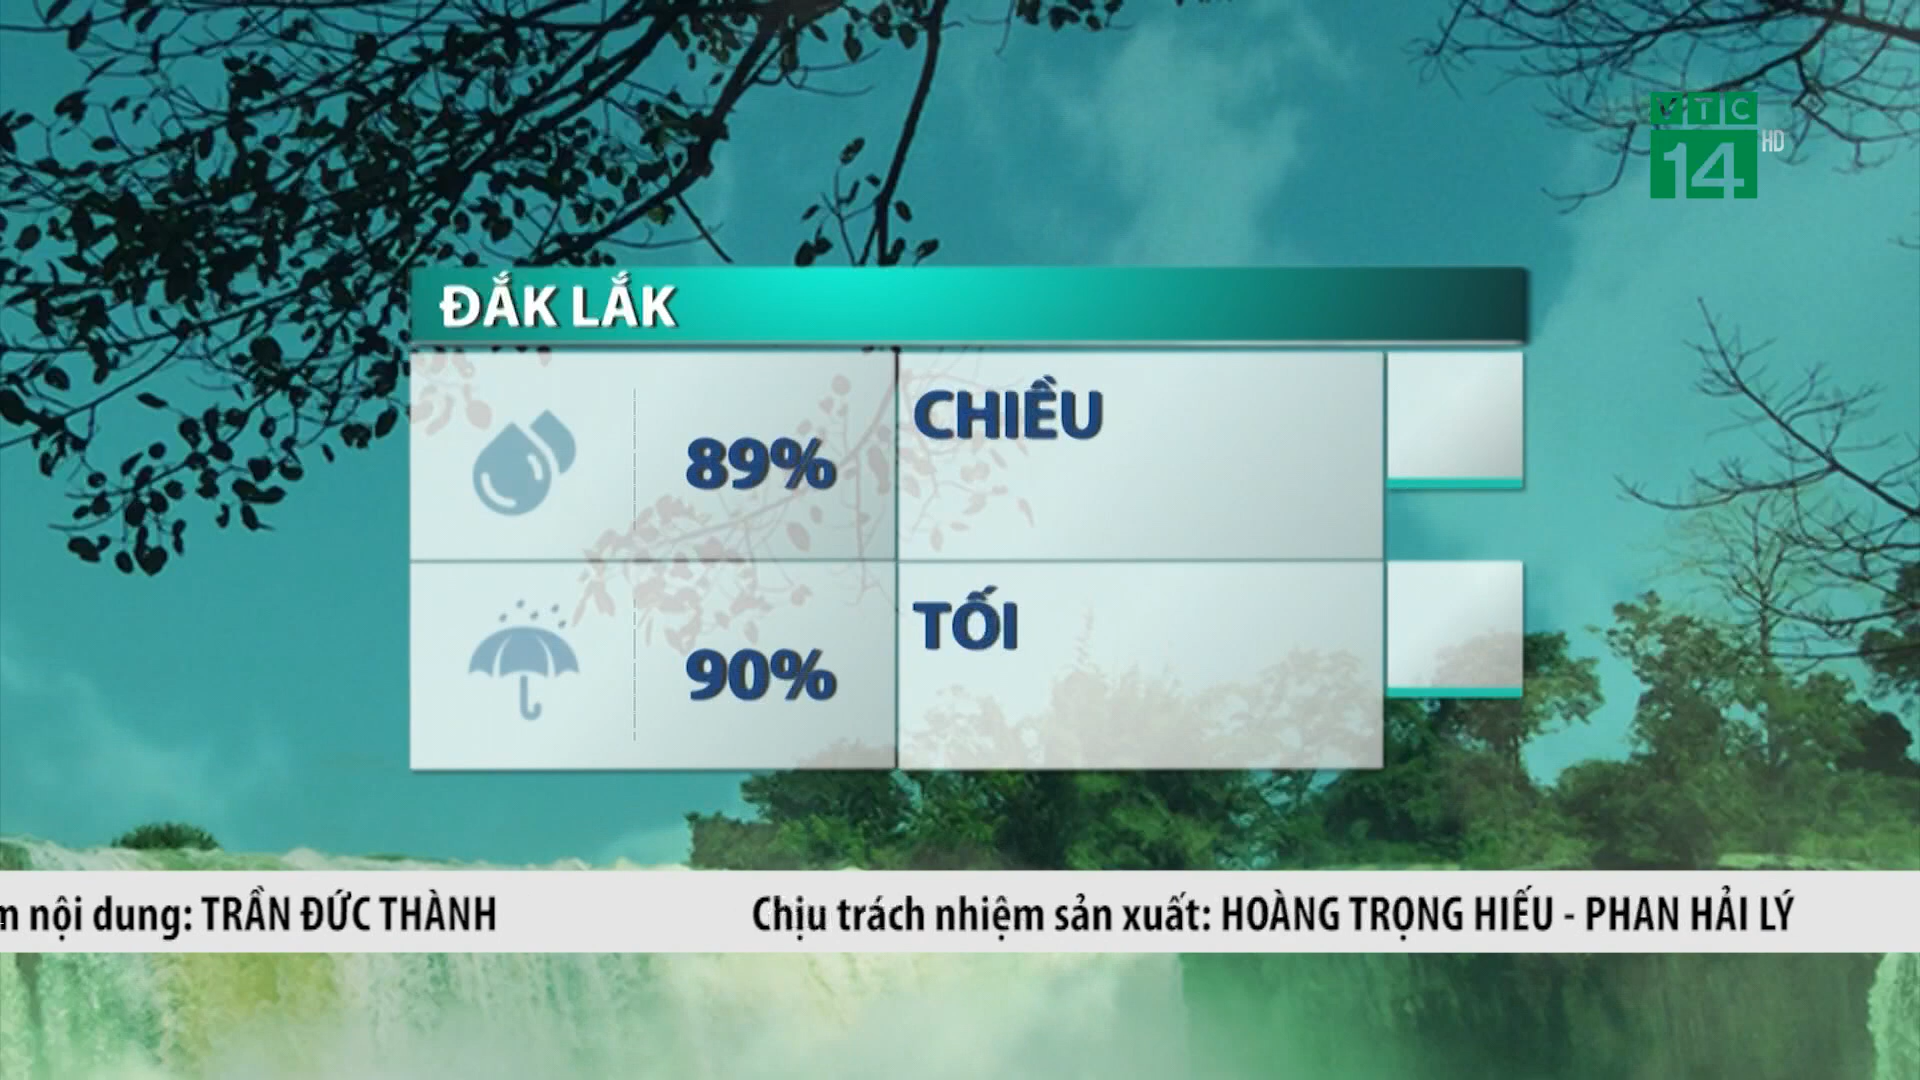 VTC
14 HD
ĐẮK LẮK
89%
CHIỀU
90%
TỐI
nội dung: TRẦN ĐỨC THÀNH
Chịu trách nhiệm sản xuất: HOÀNG TRỌNG HIẾU - PHAN HẢI LÝ